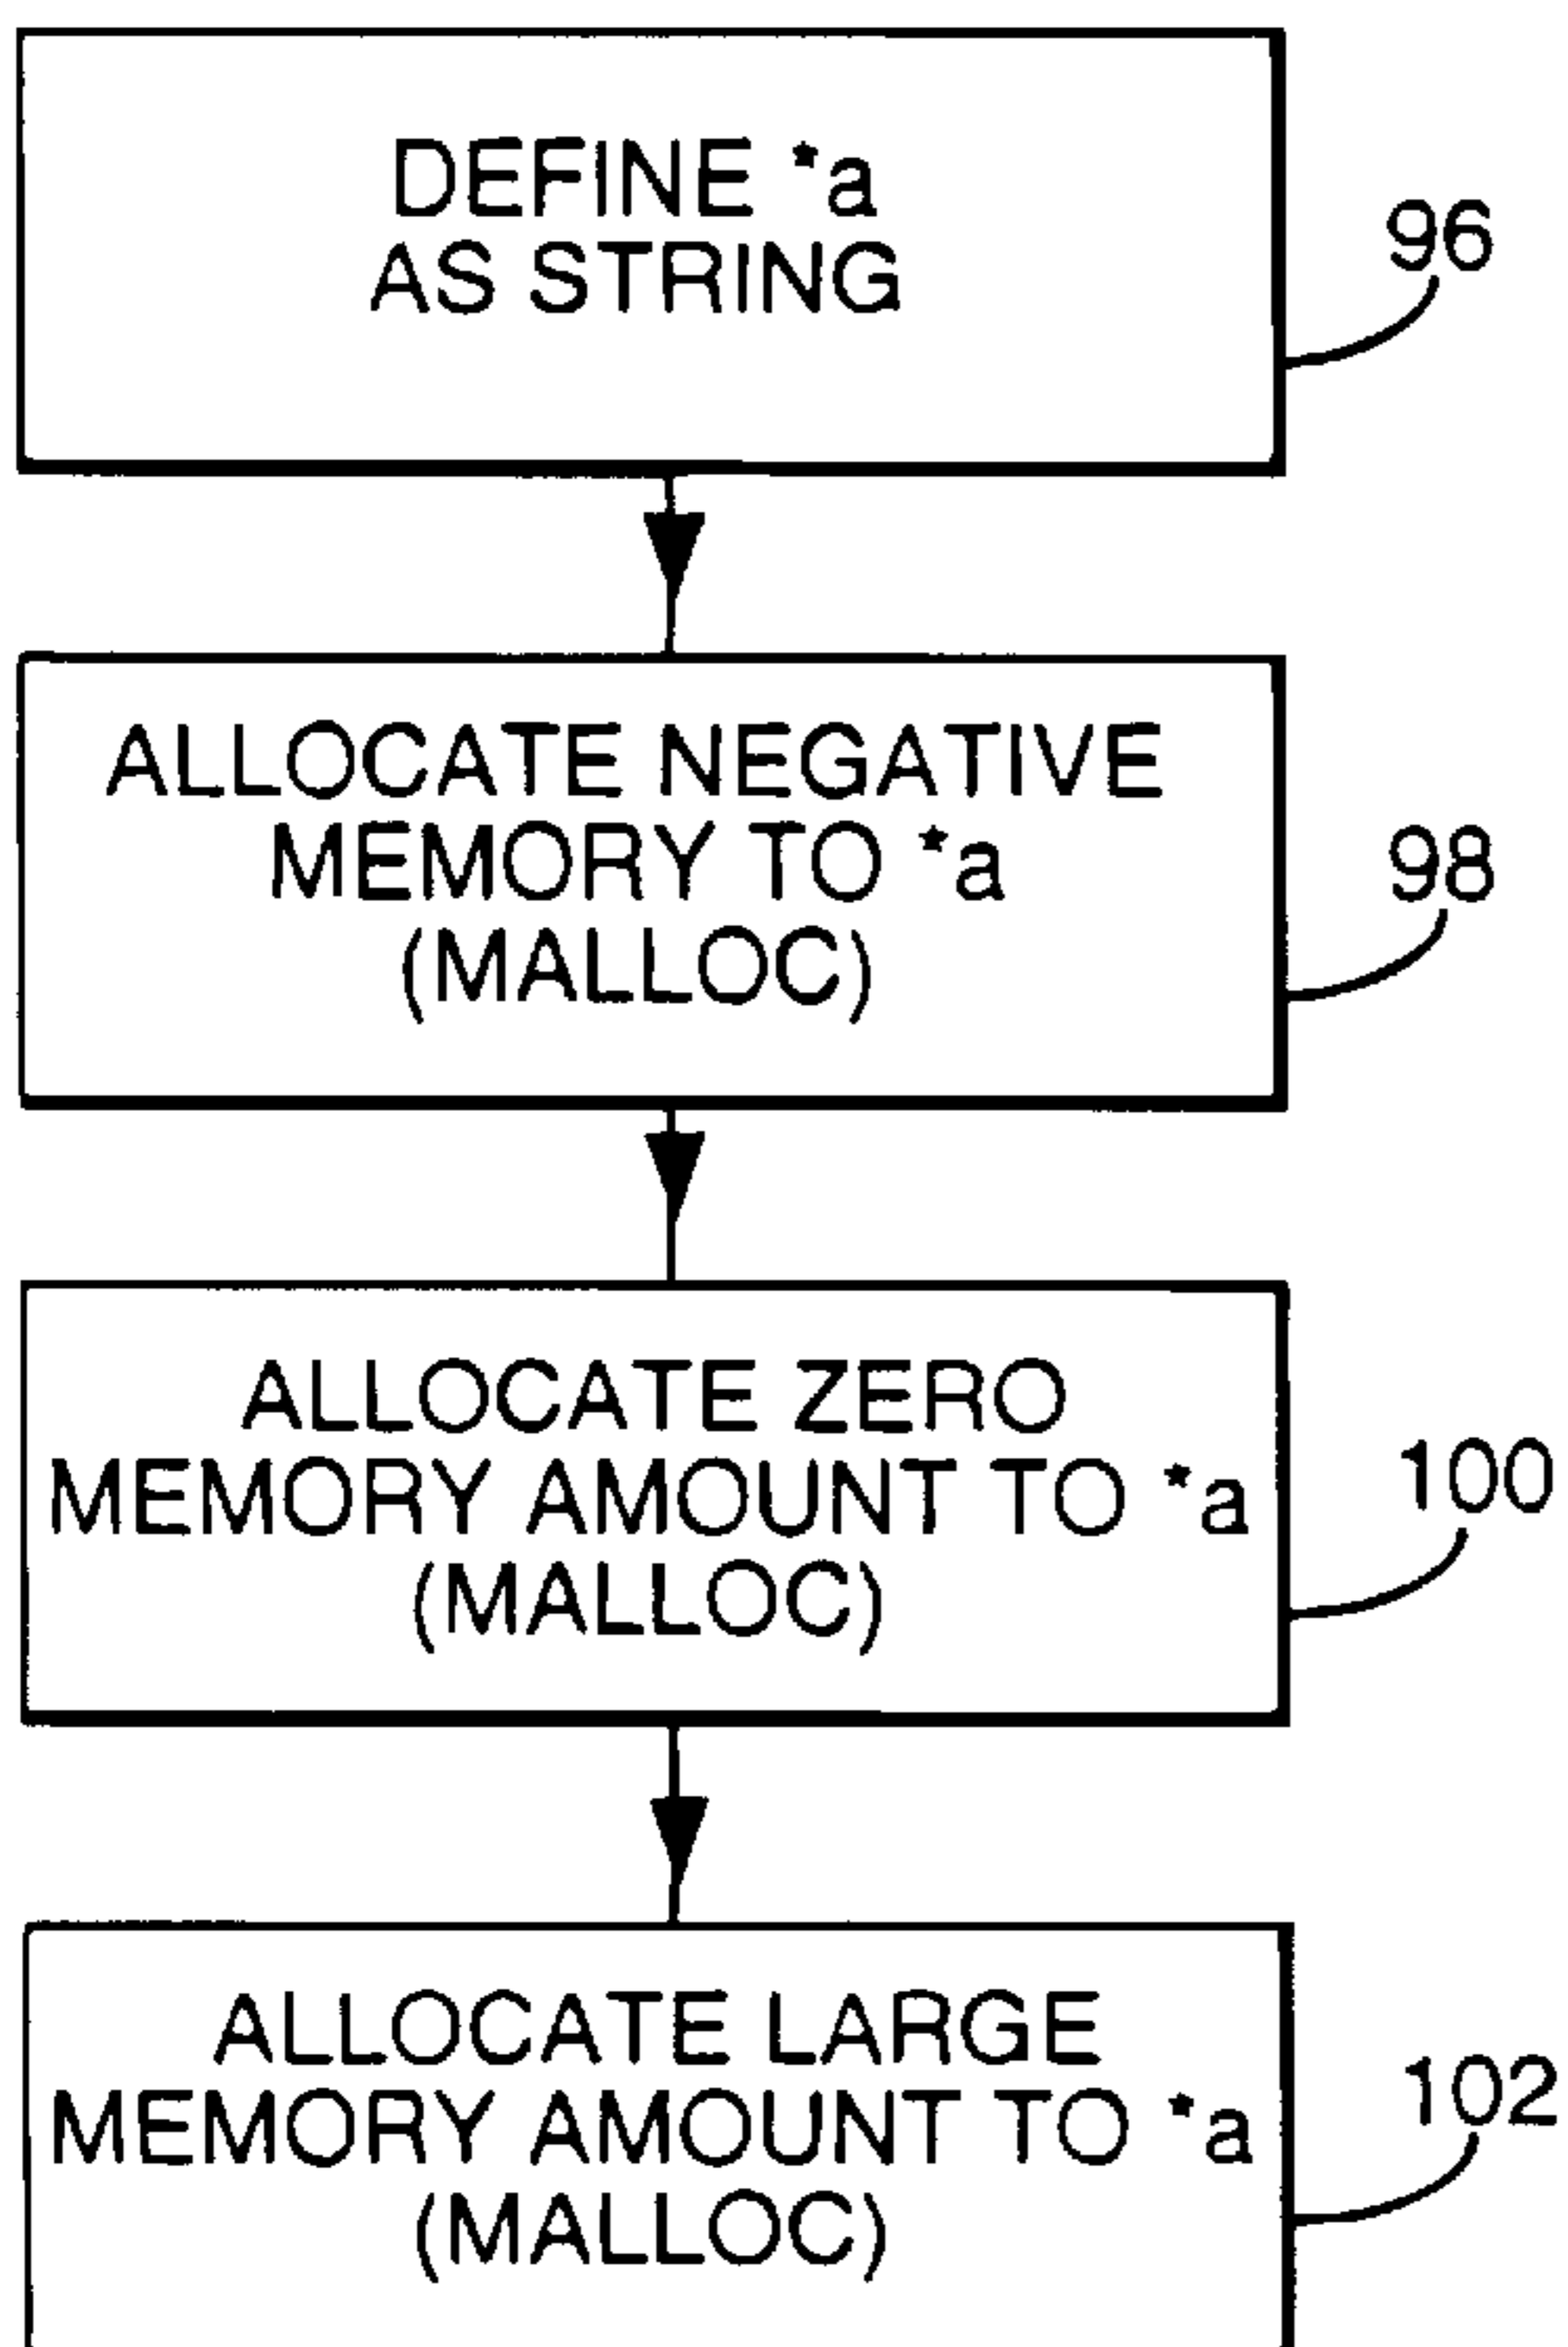 DEFINE *a
AS STRING
96
ALLOCATE NEGATIVE
MEMORY TO *a
(MALLOC)
98
ALLOCATE ZERO
MEMORY AMOUNT TO *a
(MALLOC)
100
ALLOCATE LARGE
MEMORY AMOUNT TO *a
(MALLOC)
102